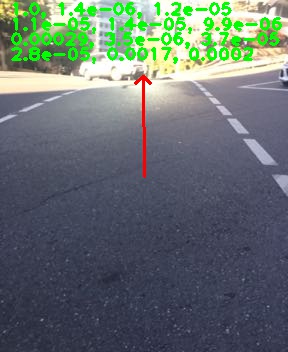 1.0, 1.4e-06, 1.2e-05
1.1e-05, 1.4e-05, 9.9e-06
0.00029, 3.5e-06, 3.7e-05
2.8e-05, 0.0017, 0.0002